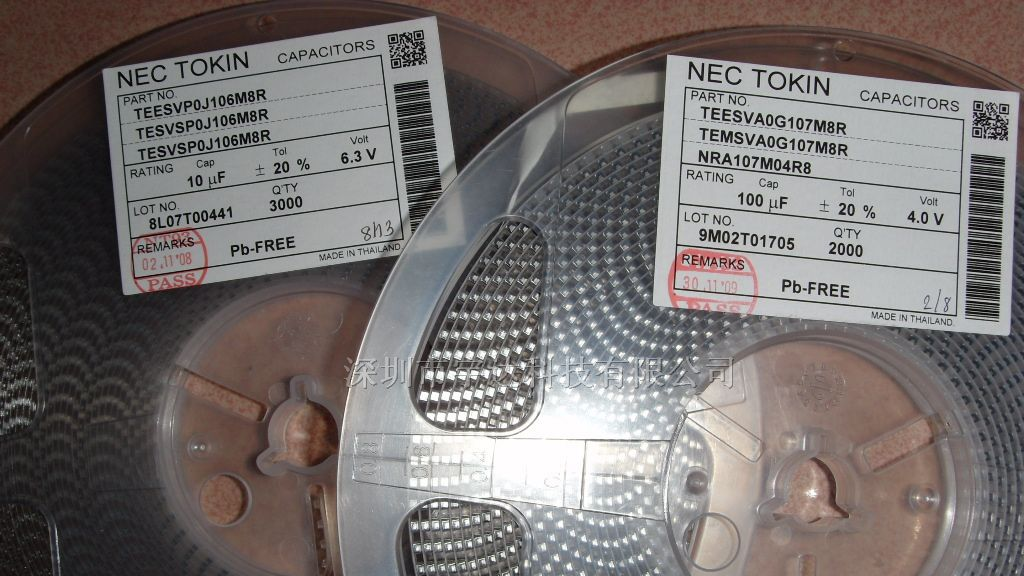 NEC TOKIN CAPACITORS
PART NO.
TEESVP0J106M8R
TESVSP0J106M8R
TESVSP0J106M8R
RATING Cap Tol Volt
10 µF ± 20 % 6.3 V
LOT NO. Q'TY
8L07T00441 3000
REMARKS
Pb-FREE 8H3
02.11'08
PASS
MADE IN THAILAND
NEC TOKIN CAPACITORS
PART NO.
TEESVA0G107M8R
TEMSVA0G107M8R
NRA107M04R8
RATING Cap Tol Volt
100 µF ± 20 % 4.0 V
LOT NO. Q'TY
9M02T01705 2000
REMARKS
30.11'09
PASS
Pb-FREE 2/8
MADE IN THAILAND.
深圳市 科技有限公司